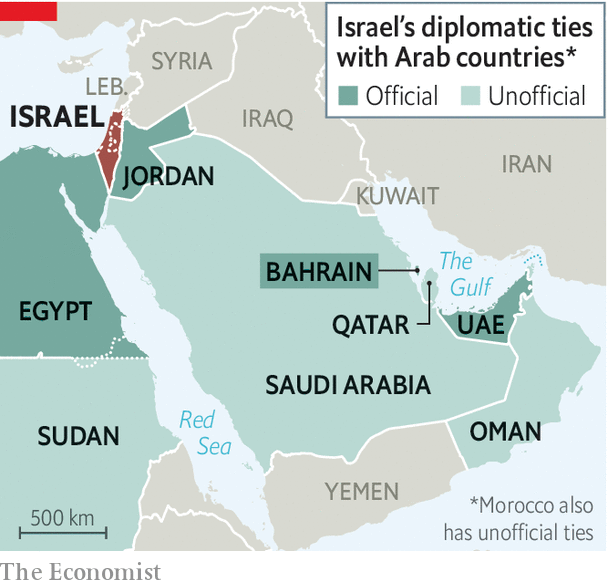 Israel's diplomatic ties
with Arab countries*
Official Unofficial
SYRIA
LEB.
ISRAEL
IRAQ
IRAN
JORDAN
KUWAIT
BAHRAIN
The
Gulf
EGYPT
QATAR
UAE
SAUDI ARABIA
Red
Sea
SUDAN
OMAN
YEMEN
500 km
*Morocco also
has unofficial ties
The Economist